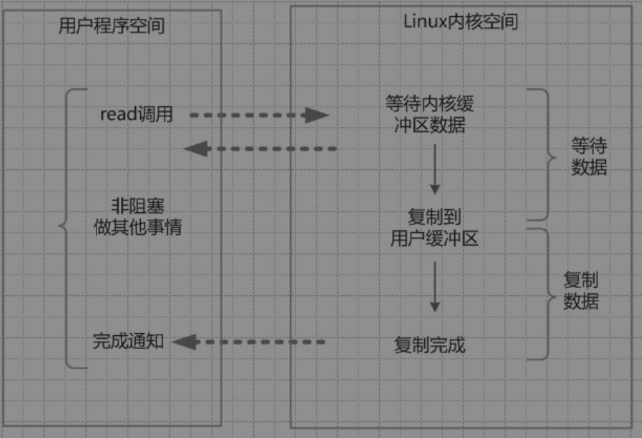 用户程序空间
Linux内核空间
read调用
等待内核缓
冲区数据
等待
数据
非阻塞
做其他事情
复制到
用户缓冲区
复制
数据
完成通知
复制完成